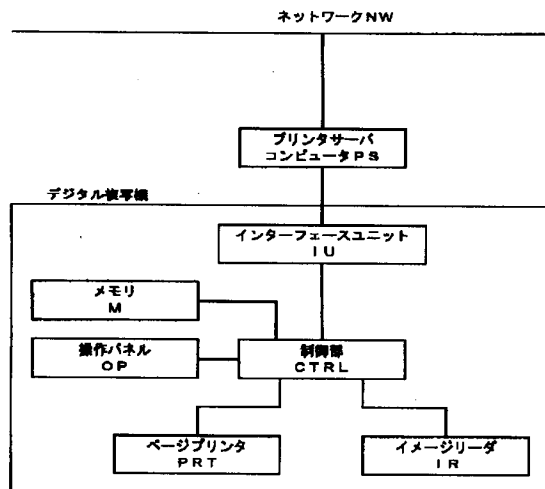 ネットワークNW
プリンタサーバ
コンピュータPS
デジタル複写機
インターフェースユニット
IU
メモリ
M
操作パネル
OP
制御部
CTRL
ページプリンタ
PRT
イメージリーダ
IR